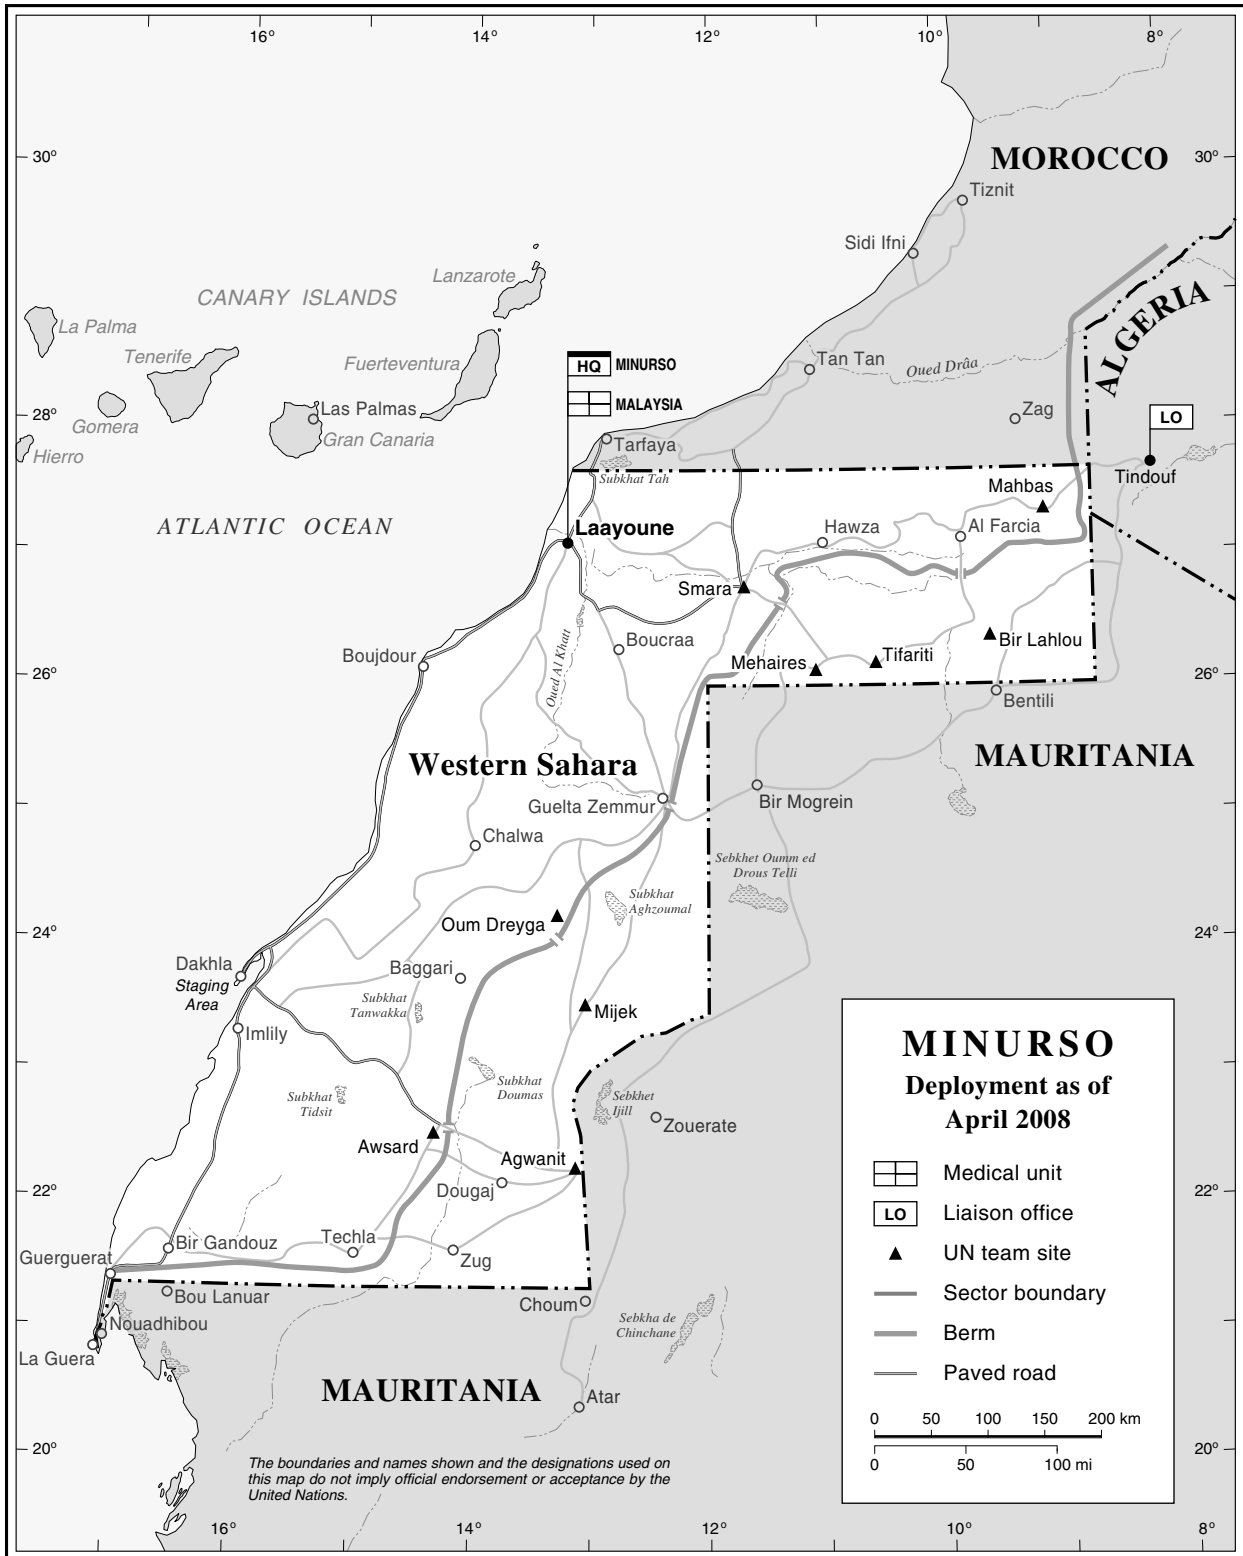 16° 14° 12° 10° 8°
30° MOROCCO 30°
Tiznit
Sidi Ifni
Lanzarote
CANARY ISLANDS
ALGERIA
La Palma
Tenerife
Fuerteventura
HQ MINURSO
Tan Tan
Oued Drâa
MALAYSIA
Las Palmas
Zag
LO
28° 28°
Gomera
Gran Canaria
Hierro
Tarfaya
Subkhat Tah
Tindouf
Mahbas
ATLANTIC OCEAN
Laayoune
Hawza
Al Farcia
Smara
Boucraa
Bir Lahlou
Boujdour
Oued Al Khatt
Mehaires
Tifariti
26° 26°
Bentili
Western Sahara
MAURITANIA
Guelta Zemmur
Bir Mogrein
Chalwa
Sebkhet Oumm ed
Drous Telli
Subkhat
Aghzoumal
Oum Dreyga
24° 24°
Dakhla
Staging
Area
Baggari
Subkhat
Tanwakka
Mijek
Imlily
Subkhat
Doumas
Subkhat
Tidsit
Sebkhet
Ijill
Zouerate
Awsard
Agwanit
Dougaj
22° 22°
Techla
Bir Gandouz
Guerguerat
Zug
Bou Lanuar
Choum
Nouadhibou
Sebkha de
Chinchane
La Guera
MAURITANIA
Atar
20° 20°
MINURSO
Deployment as of
April 2008
Medical unit
LO Liaison office
UN team site
Sector boundary
Berm
Paved road
0 50 100 150 200 km
0 50 100 mi
The boundaries and names shown and the designations used on
this map do not imply official endorsement or acceptance by the
United Nations.
16° 14° 12° 10° 8°